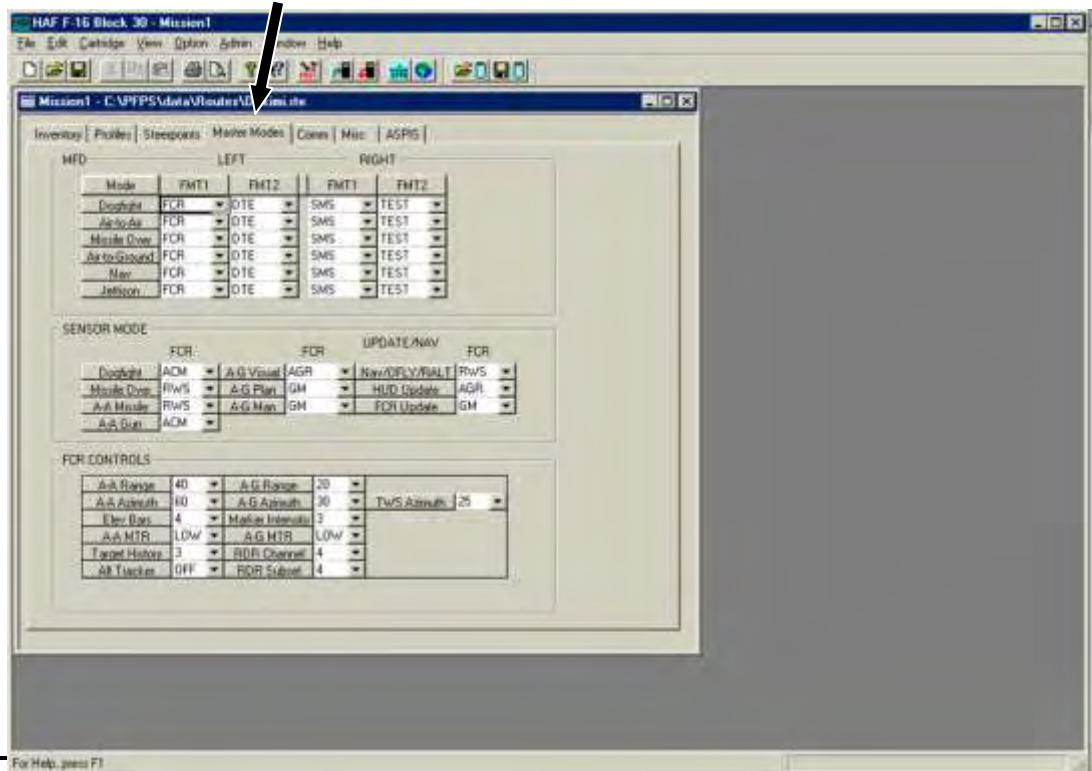 HAF F-16 Block 30 - Mission1
File Edit Cartridge View Option Admin Window Help
Mission1 - C:\PFPS\data\Routes\
Inventory Profiles Steerpoints Master Modes Comm Misc ASPIS
MFD LEFT RIGHT
Mode FMT1 FMT2 FMT1 FMT2
Dogfight FCR DTE SMS TEST
Air-to-Air FCR DTE SMS TEST
Missile Over FCR DTE SMS TEST
Air-to-Ground FCR DTE SMS TEST
Nav FCR DTE SMS TEST
Jettison FCR DTE SMS TEST
SENSOR MODE
FCR FCR UPDATE/NAV FCR
Dogfight ACM A-G Visual AGR Nav/DRLY/RALT RWS
Missile Over RWS A-G Plan GM HUD Update AGR
A-A Missile RWS A-G Man GM FCR Update GM
A-A Gun ACM
FCR CONTROLS
A-A Range 40 A-G Range 20
A-A Azimuth 60 A-G Azimuth 30 TWS Azimuth 25
Elev Bars 4 Marker Intensity 3
A-A MTR LOW A-G MTR LOW
Target History 3 RDR Channel 4
Alt Tracker OFF RDR Subset 4
For Help, press F1